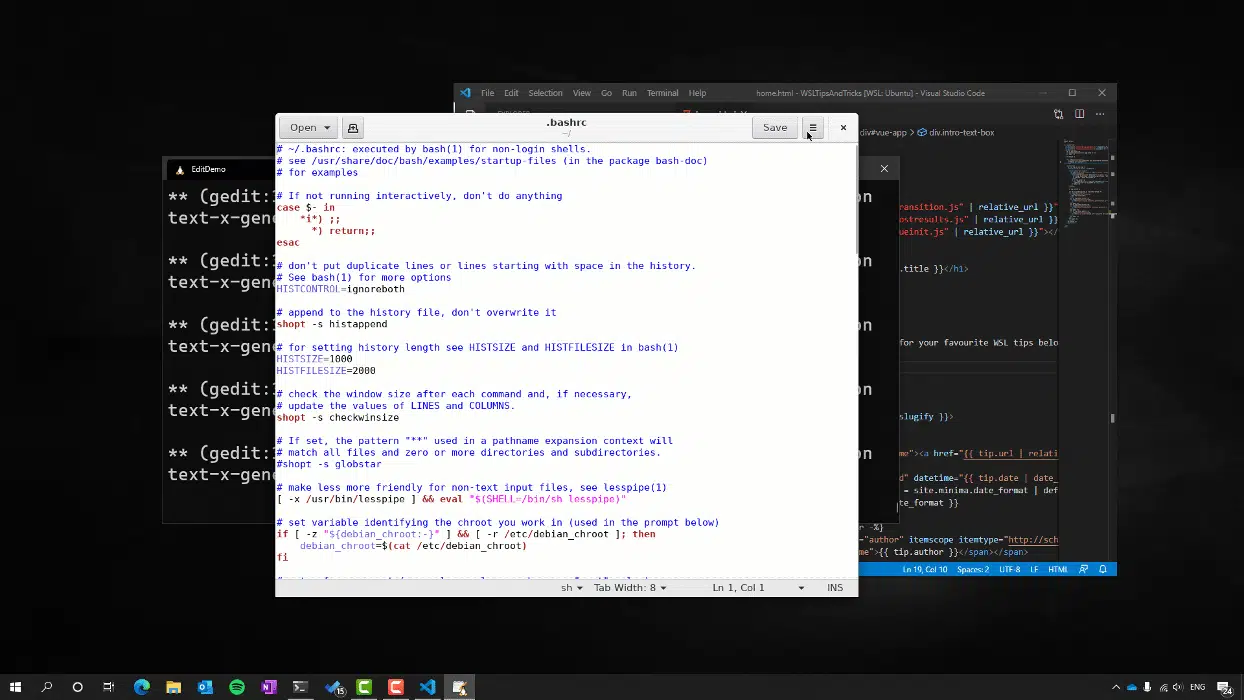 File Edit Selection View Go Run Terminal Help home.html - WSLTipsAndTricks [WSL: Ubuntu] - Visual Studio Code
Open .bashrc Save
~/
# ~/.bashrc: executed by bash(1) for non-login shells.
# see /usr/share/doc/bash/examples/startup-files (in the package bash-doc)
# for examples
# If not running interactively, don't do anything
case $- in
*i*) ;;
*) return;;
esac
# don't put duplicate lines or lines starting with space in the history.
# See bash(1) for more options
HISTCONTROL=ignoreboth
# append to the history file, don't overwrite it
shopt -s histappend
# for setting history length see HISTSIZE and HISTFILESIZE in bash(1)
HISTSIZE=1000
HISTFILESIZE=2000
# check the window size after each command and, if necessary,
# update the values of LINES and COLUMNS.
shopt -s checkwinsize
# If set, the pattern "**" used in a pathname expansion context will
# match all files and zero or more directories and subdirectories.
#shopt -s globstar
# make less more friendly for non-text input files, see lesspipe(1)
[ -x /usr/bin/lesspipe ] && eval "$(SHELL=/bin/sh lesspipe)"
# set variable identifying the chroot you work in (used in the prompt below)
if [ -z "${debian_chroot:-}" ] && [ -r /etc/debian_chroot ]; then
debian_chroot=$(cat /etc/debian_chroot)
fi
sh Tab Width: 8 Ln 1, Col 1 INS
EditDemo
** (gedit:
text-x-gen
** (gedit:
text-x-gen
** (gedit:
text-x-gen
** (gedit:
text-x-gen
** (gedit:
text-x-gen
div#vue-app > div.intro-text-box
ransition.js" | relative_url }}"
ostresults.js" | relative_url }}
ueinit.js" | relative_url }}"></
.title }}</h1>
for your favourite WSL tips belo
slugify }}>
me"><a href="{{ tip.url | relati
d" datetime="{{ tip.date | date_
= site.minima.date_format | def
te_format }}
r -%}
="author" itemscope itemtype="http://sch
me">{{ tip.author }}</span></span>
Ln 19, Col 10 Spaces: 2 UTF-8 LF HTML
15
ENG
24